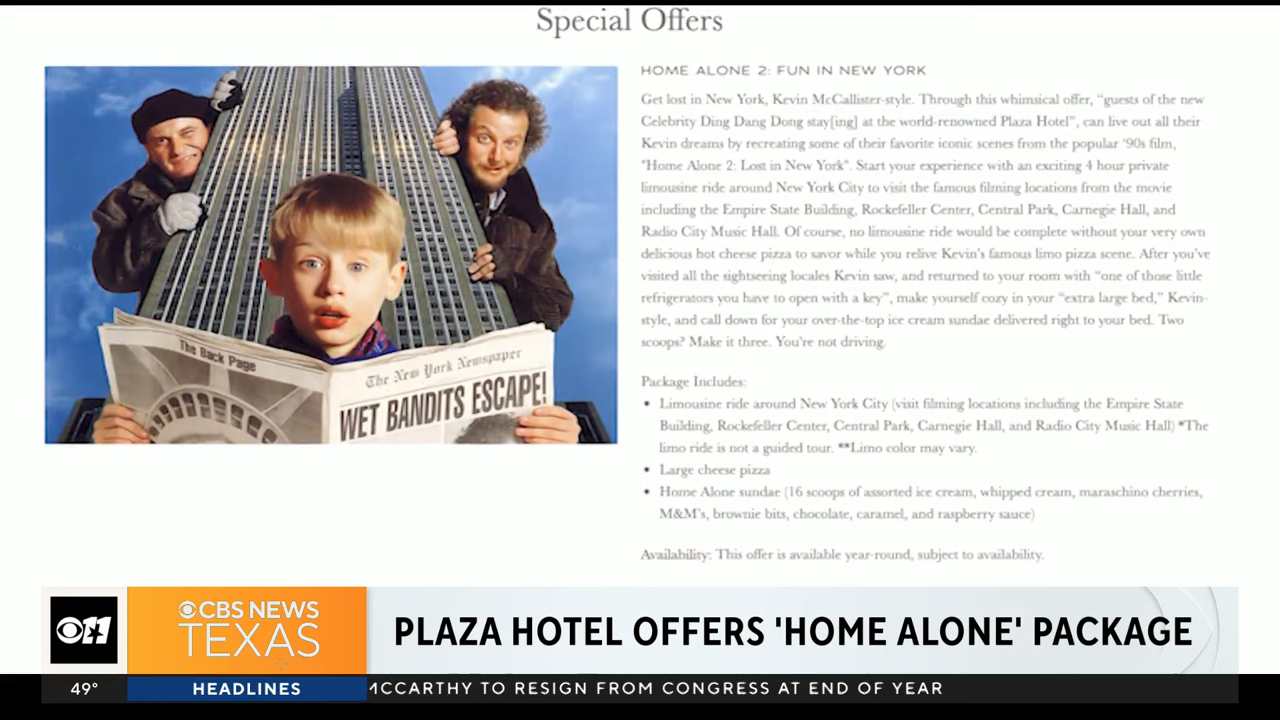 Special Offers
HOME ALONE 2: FUN IN NEW YORK
Get lost in New York, Kevin McCallister-style. Through this whimsical offer, “guests of the new
Celebrity Ding Dang Dong stay[ing] at the world-renowned Plaza Hotel”, can live out all their
Kevin dreams by recreating some of their favorite iconic scenes from the popular ‘90s film,
"Home Alone 2: Lost in New York". Start your experience with an exciting 4 hour private
limousine ride around New York City to visit the famous filming locations from the movie
including the Empire State Building, Rockefeller Center, Central Park, Carnegie Hall, and
Radio City Music Hall. Of course, no limousine ride would be complete without your very own
delicious hot cheese pizza to savor while you relive Kevin’s famous limo pizza scene. After you’ve
visited all the sightseeing locales Kevin saw, and returned to your room with “one of those little
refrigerators you have to open with a key”, make yourself cozy in your “extra large bed,” Kevin-
style, and call down for your over-the-top ice cream sundae delivered right to your bed. Two
scoops? Make it three. You’re not driving.
Package Includes:
• Limousine ride around New York City (visit filming locations including the Empire State
Building, Rockefeller Center, Central Park, Carnegie Hall, and Radio City Music Hall) *The
limo ride is not a guided tour. **Limo color may vary.
• Large cheese pizza
• Home Alone sundae (16 scoops of assorted ice cream, whipped cream, maraschino cherries,
M&M’s, brownie bits, chocolate, caramel, and raspberry sauce)
Availability: This offer is available year-round, subject to availability.
The Back Page
The New York Newspaper
WET BANDITS ESCAPE!
11
CBS NEWS
TEXAS
PLAZA HOTEL OFFERS 'HOME ALONE' PACKAGE
49°
HEADLINES
MCCARTHY TO RESIGN FROM CONGRESS AT END OF YEAR